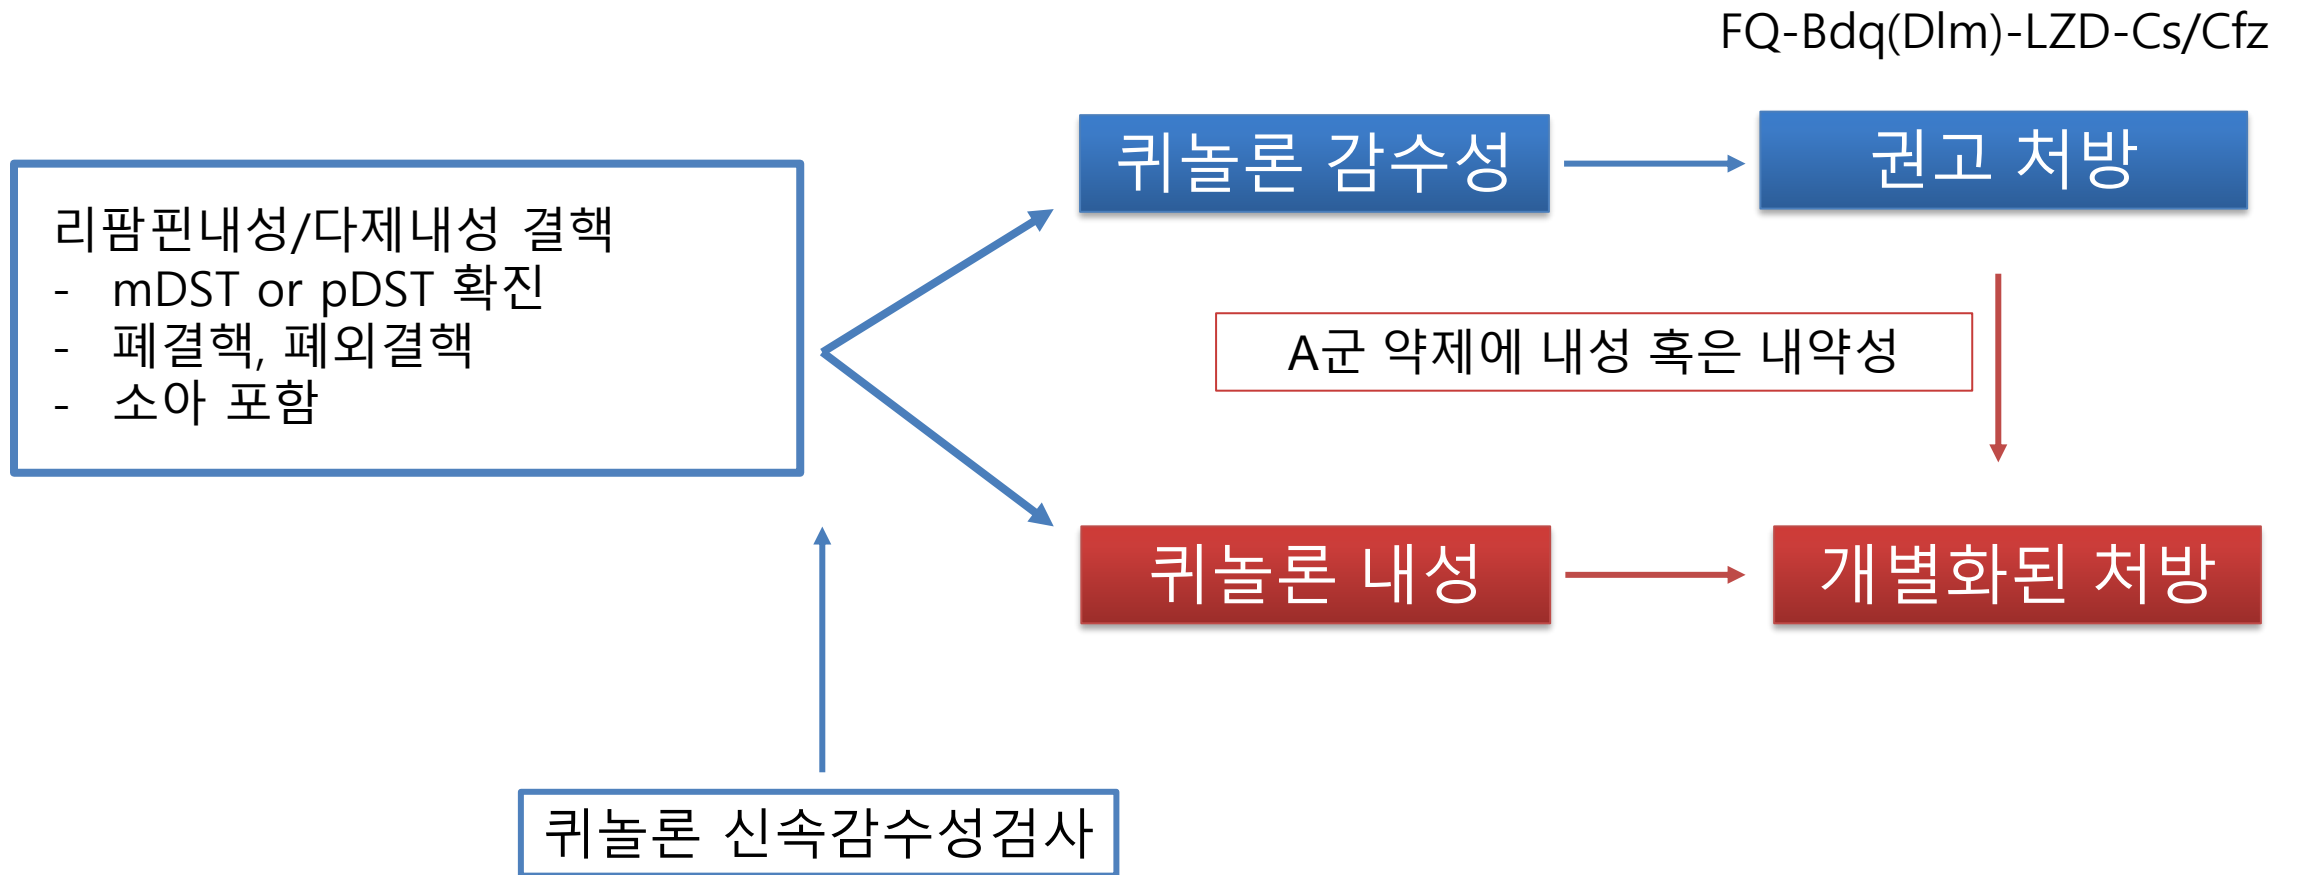 FQ-Bdq(Dlm)-LZD-Cs/Cfz
퀴놀론 감수성
권고 처방
리팜핀내성/다제내성 결핵
- mDST or pDST 확진
- 폐결핵, 폐외결핵
- 소아 포함
A군 약제에 내성 혹은 내약성
퀴놀론 내성
개별화된 처방
퀴놀론 신속감수성검사